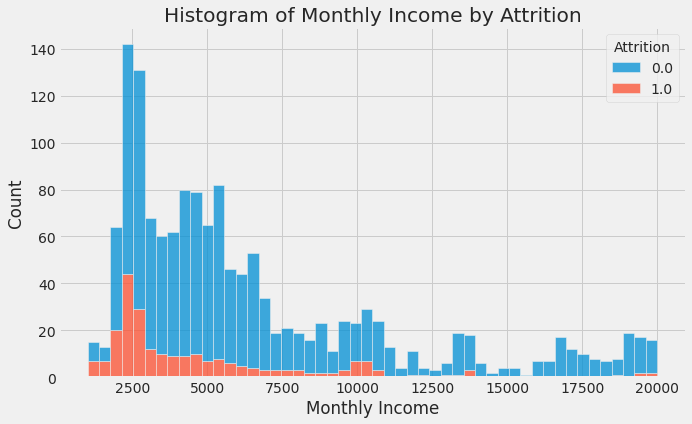 Histogram of Monthly Income by Attrition
Attrition
0.0
1.0
140
120
100
80
60
40
20
0
Count
2500 5000 7500 10000 12500 15000 17500 20000
Monthly Income